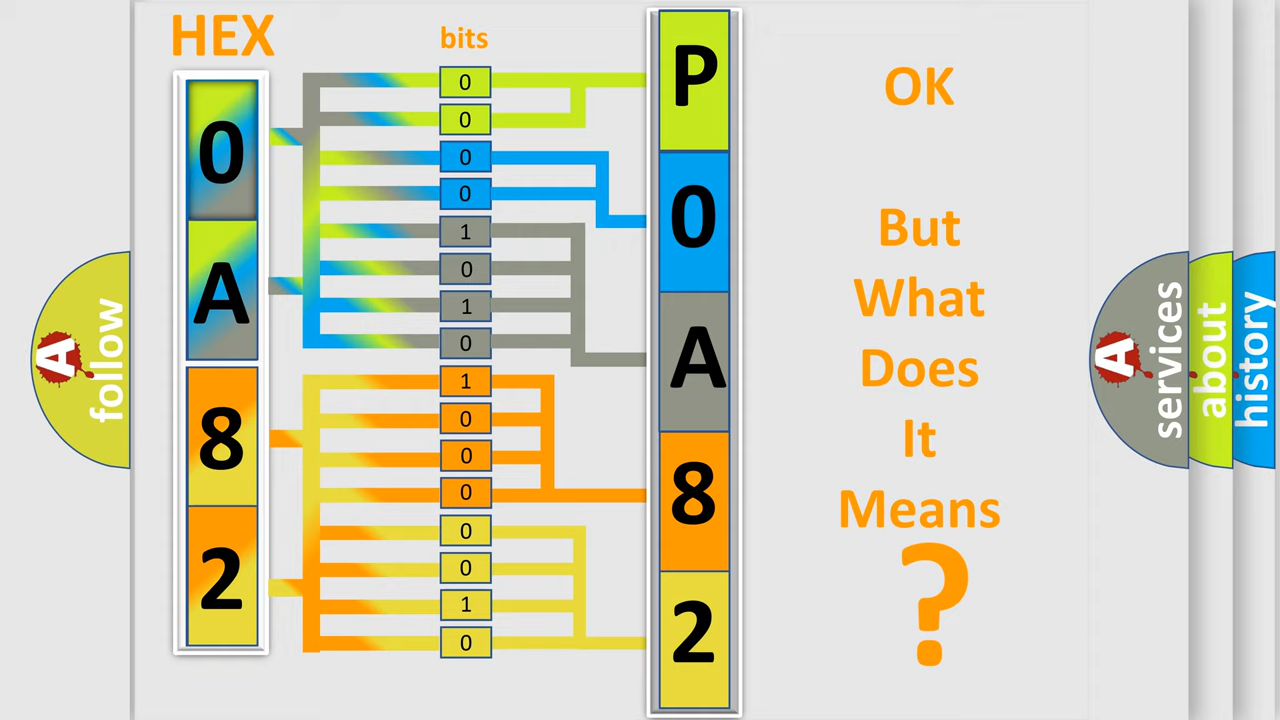 HEX
bits
0
A
8
2
0
0
0
0
1
0
1
0
1
0
0
0
0
0
1
0
P
0
A
8
2
OK
But
What
Does
It
Means
?
A
follow
A
services
about
history